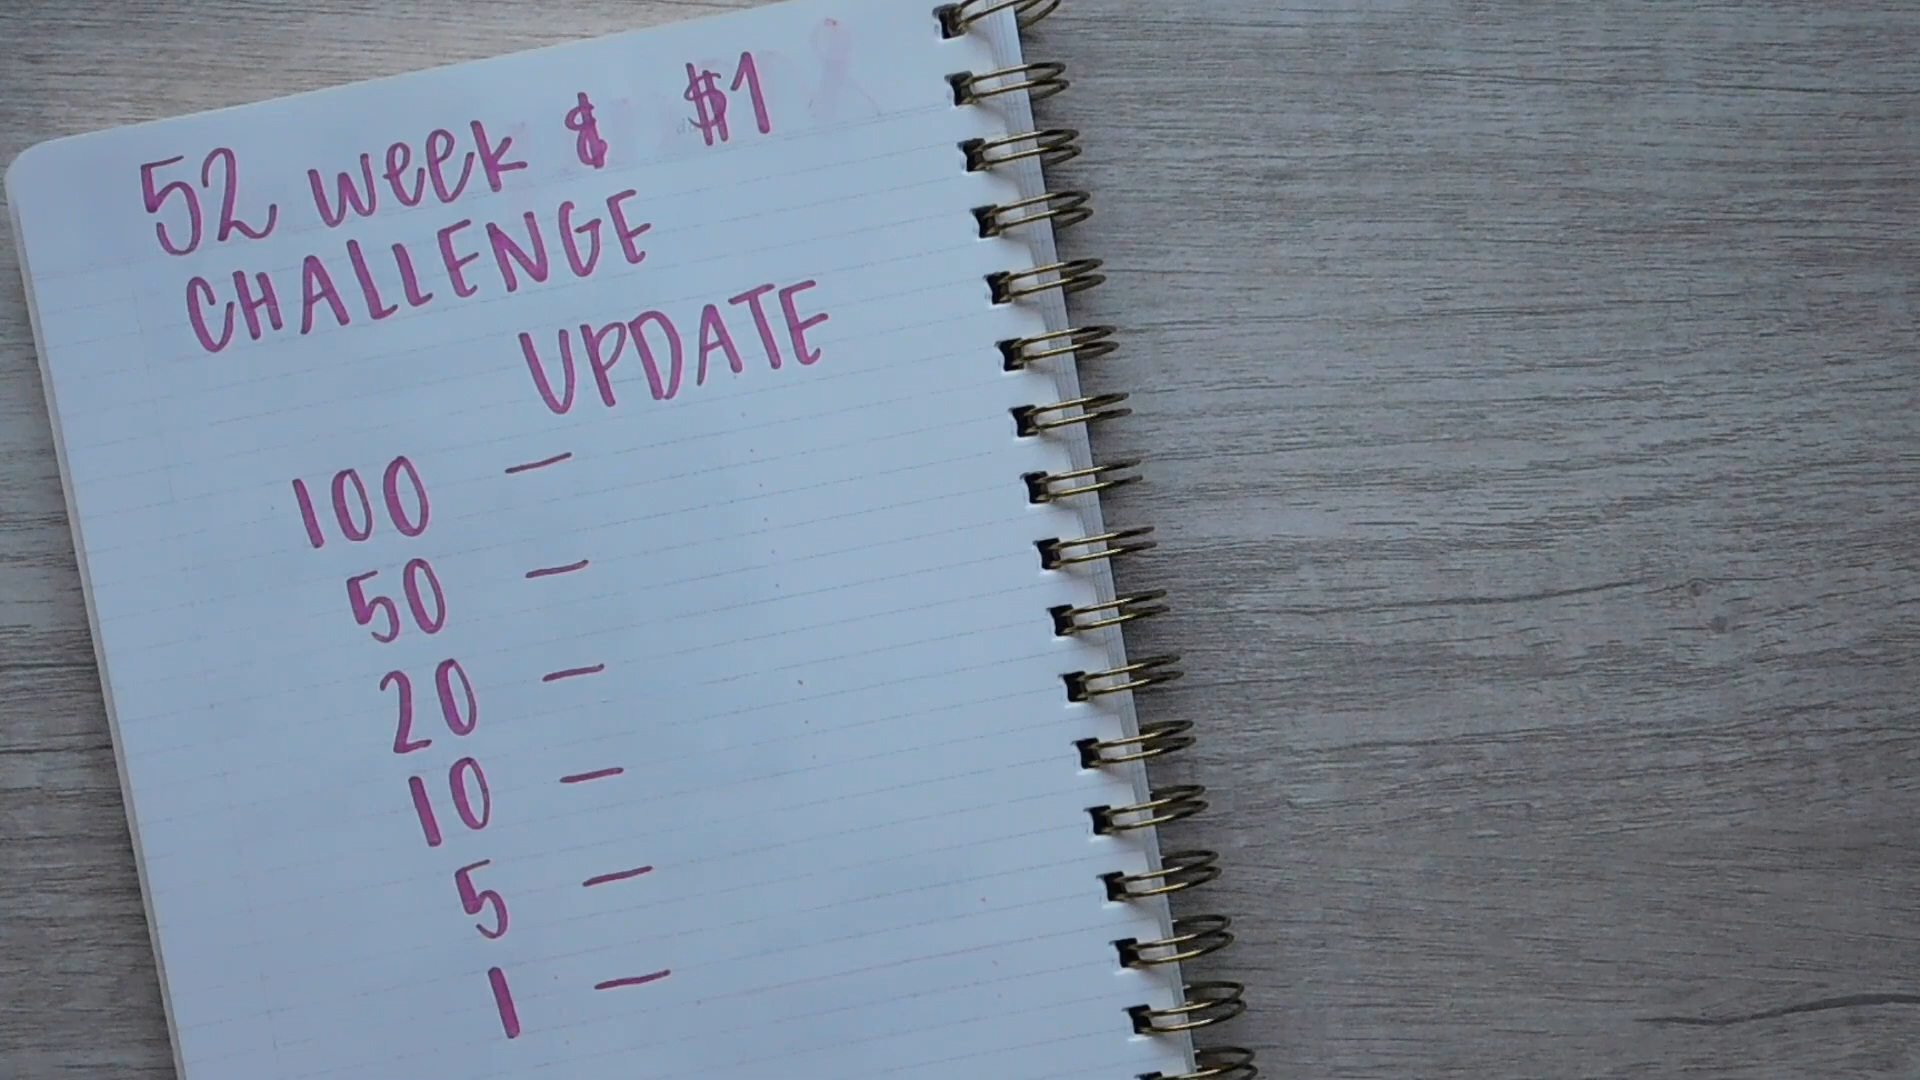 52 week & $1
CHALLENGE
UPDATE
100 —
50 —
20 —
10 —
5 —
1 —